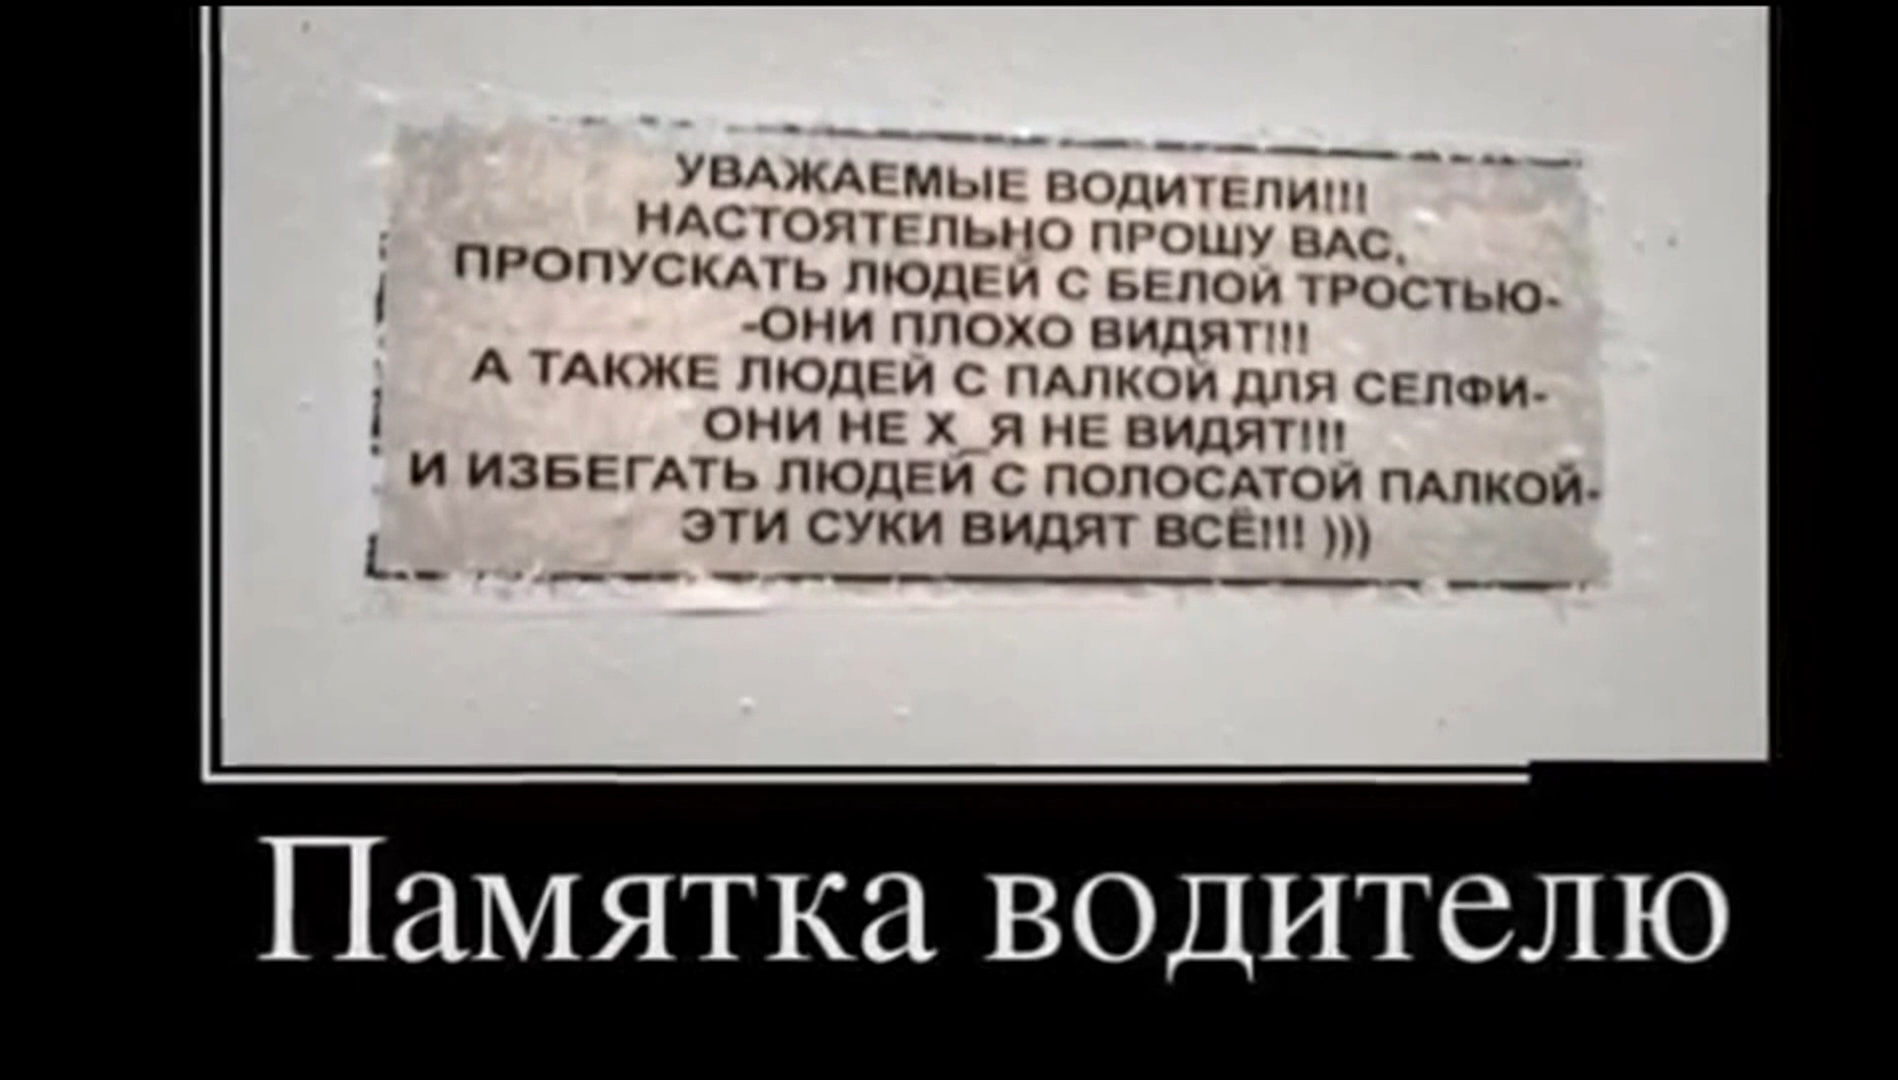 УВАЖАЕМЫЕ ВОДИТЕЛИ!!!
НАСТОЯТЕЛЬНО ПРОШУ ВАС,
ПРОПУСКАТЬ ЛЮДЕЙ С БЕЛОЙ ТРОСТЬЮ-
-ОНИ ПЛОХО ВИДЯТ!!!
А ТАКЖЕ ЛЮДЕЙ С ПАЛКОЙ ДЛЯ СЕЛФИ-
ОНИ НЕ Х_Я НЕ ВИДЯТ!!!
И ИЗБЕГАТЬ ЛЮДЕЙ С ПОЛОСАТОЙ ПАЛКОЙ-
ЭТИ СУКИ ВИДЯТ ВСЁ!!! )))
Памятка водителю